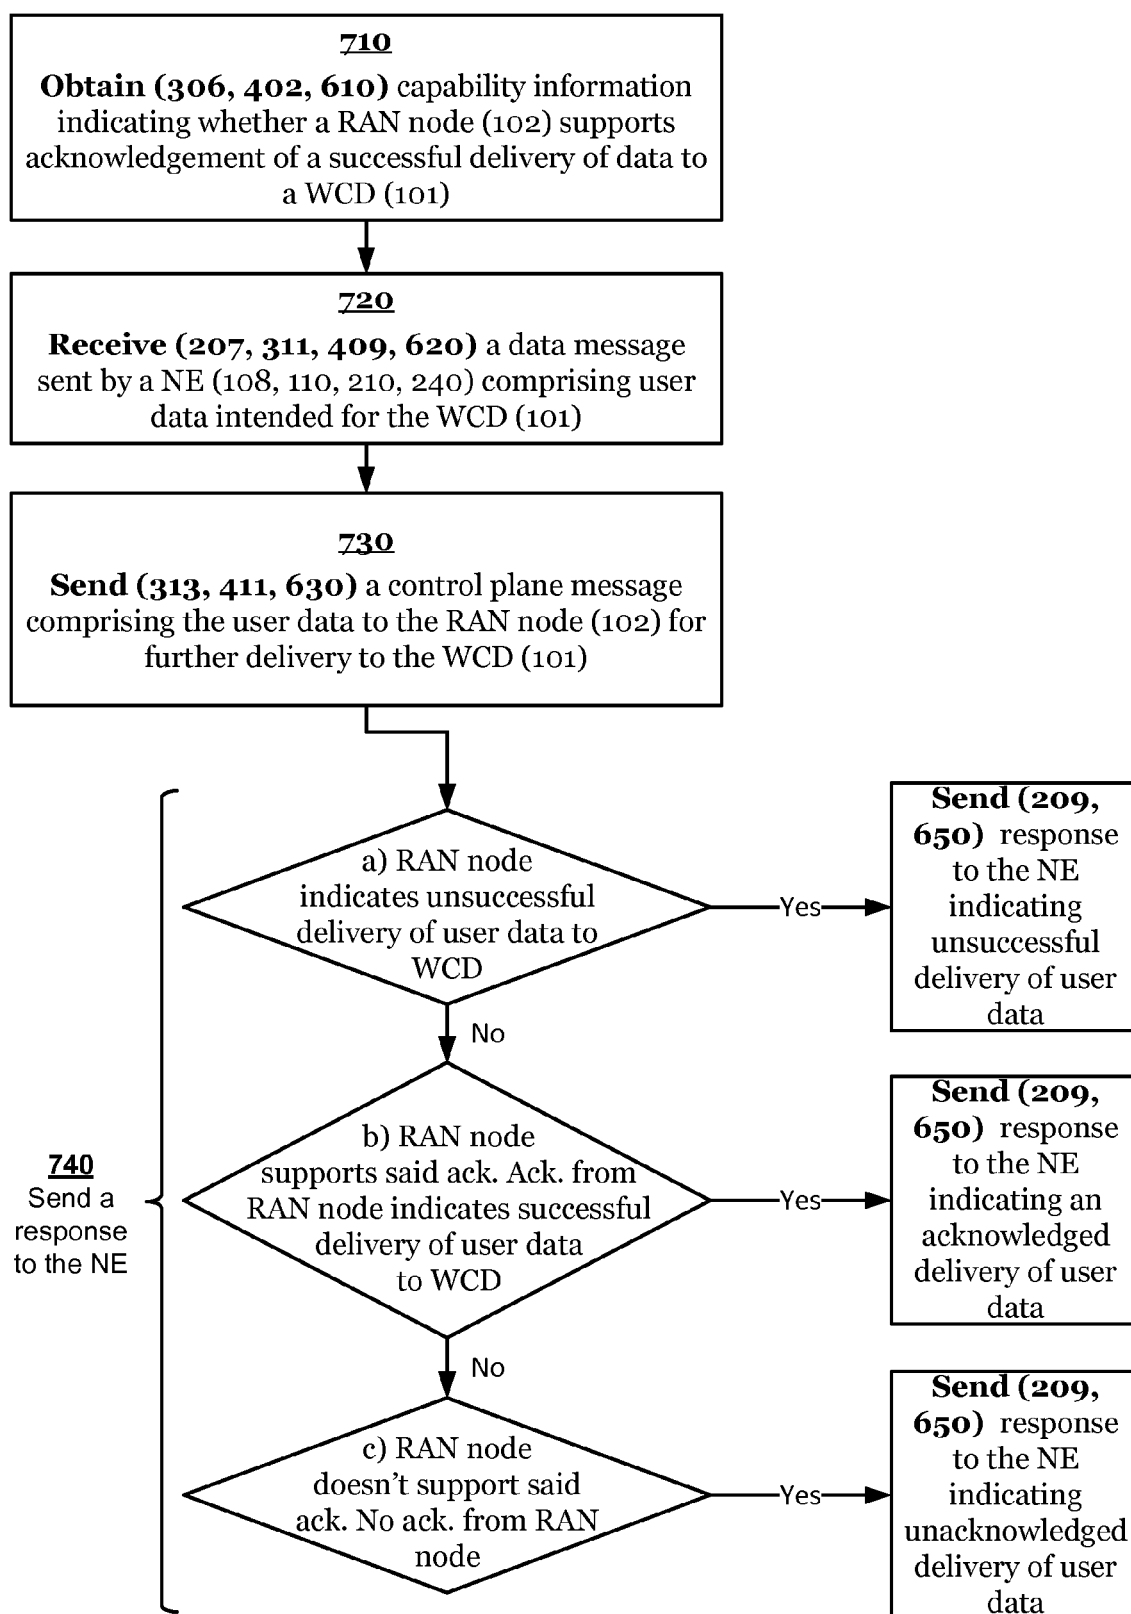 710
Obtain (306, 402, 610) capability information
indicating whether a RAN node (102) supports
acknowledgement of a successful delivery of data to
a WCD (101)
720
Receive (207, 311, 409, 620) a data message
sent by a NE (108, 110, 210, 240) comprising user
data intended for the WCD (101)
730
Send (313, 411, 630) a control plane message
comprising the user data to the RAN node (102) for
further delivery to the WCD (101)
a) RAN node
indicates unsuccessful
delivery of user data to
WCD
Yes
Send (209,
650) response
to the NE
indicating
unsuccessful
delivery of user
data
No
740
Send a
response
to the NE
b) RAN node
supports said ack. Ack. from
RAN node indicates successful
delivery of user data
to WCD
Yes
Send (209,
650) response
to the NE
indicating an
acknowledged
delivery of user
data
No
c) RAN node
doesn't support said
ack. No ack. from RAN
node
Yes
Send (209,
650) response
to the NE
indicating
unacknowledged
delivery of user
data